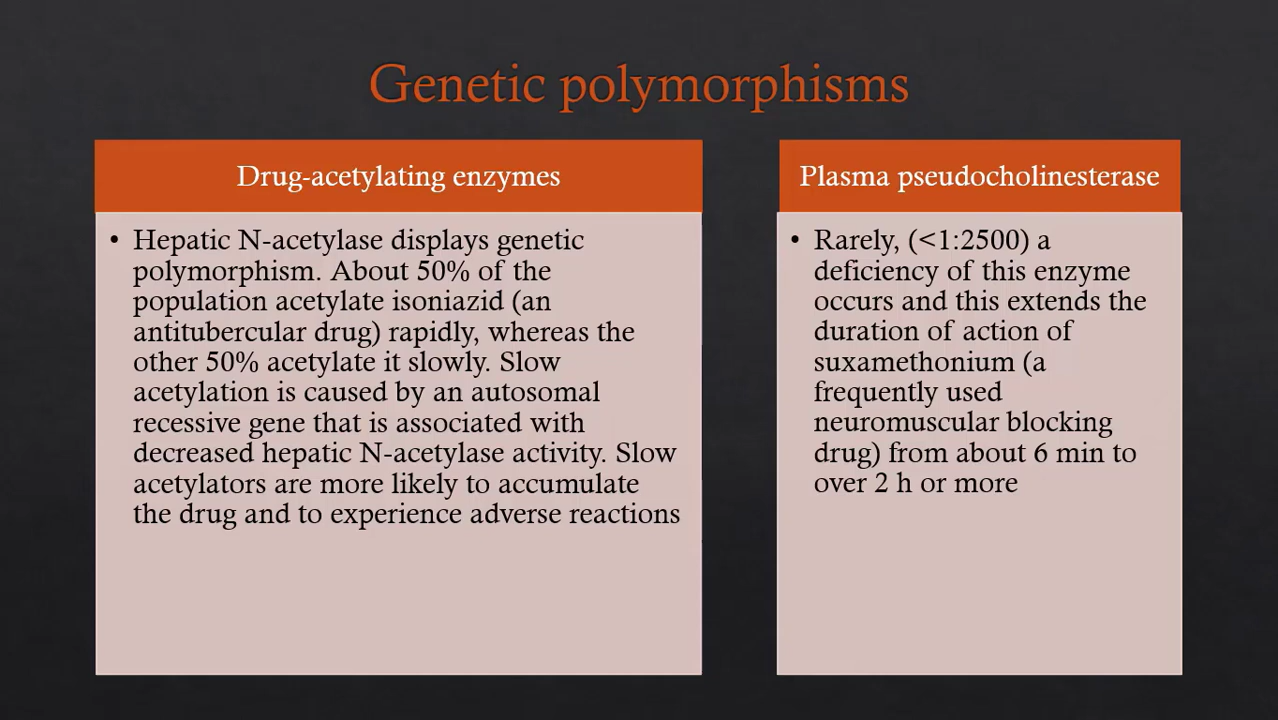 Genetic polymorphisms
Drug-acetylating enzymes
• Hepatic N-acetylase displays genetic
polymorphism. About 50% of the
population acetylate isoniazid (an
antitubercular drug) rapidly, whereas the
other 50% acetylate it slowly. Slow
acetylation is caused by an autosomal
recessive gene that is associated with
decreased hepatic N-acetylase activity. Slow
acetylators are more likely to accumulate
the drug and to experience adverse reactions
Plasma pseudocholinesterase
• Rarely, (<1:2500) a
deficiency of this enzyme
occurs and this extends the
duration of action of
suxamethonium (a
frequently used
neuromuscular blocking
drug) from about 6 min to
over 2 h or more